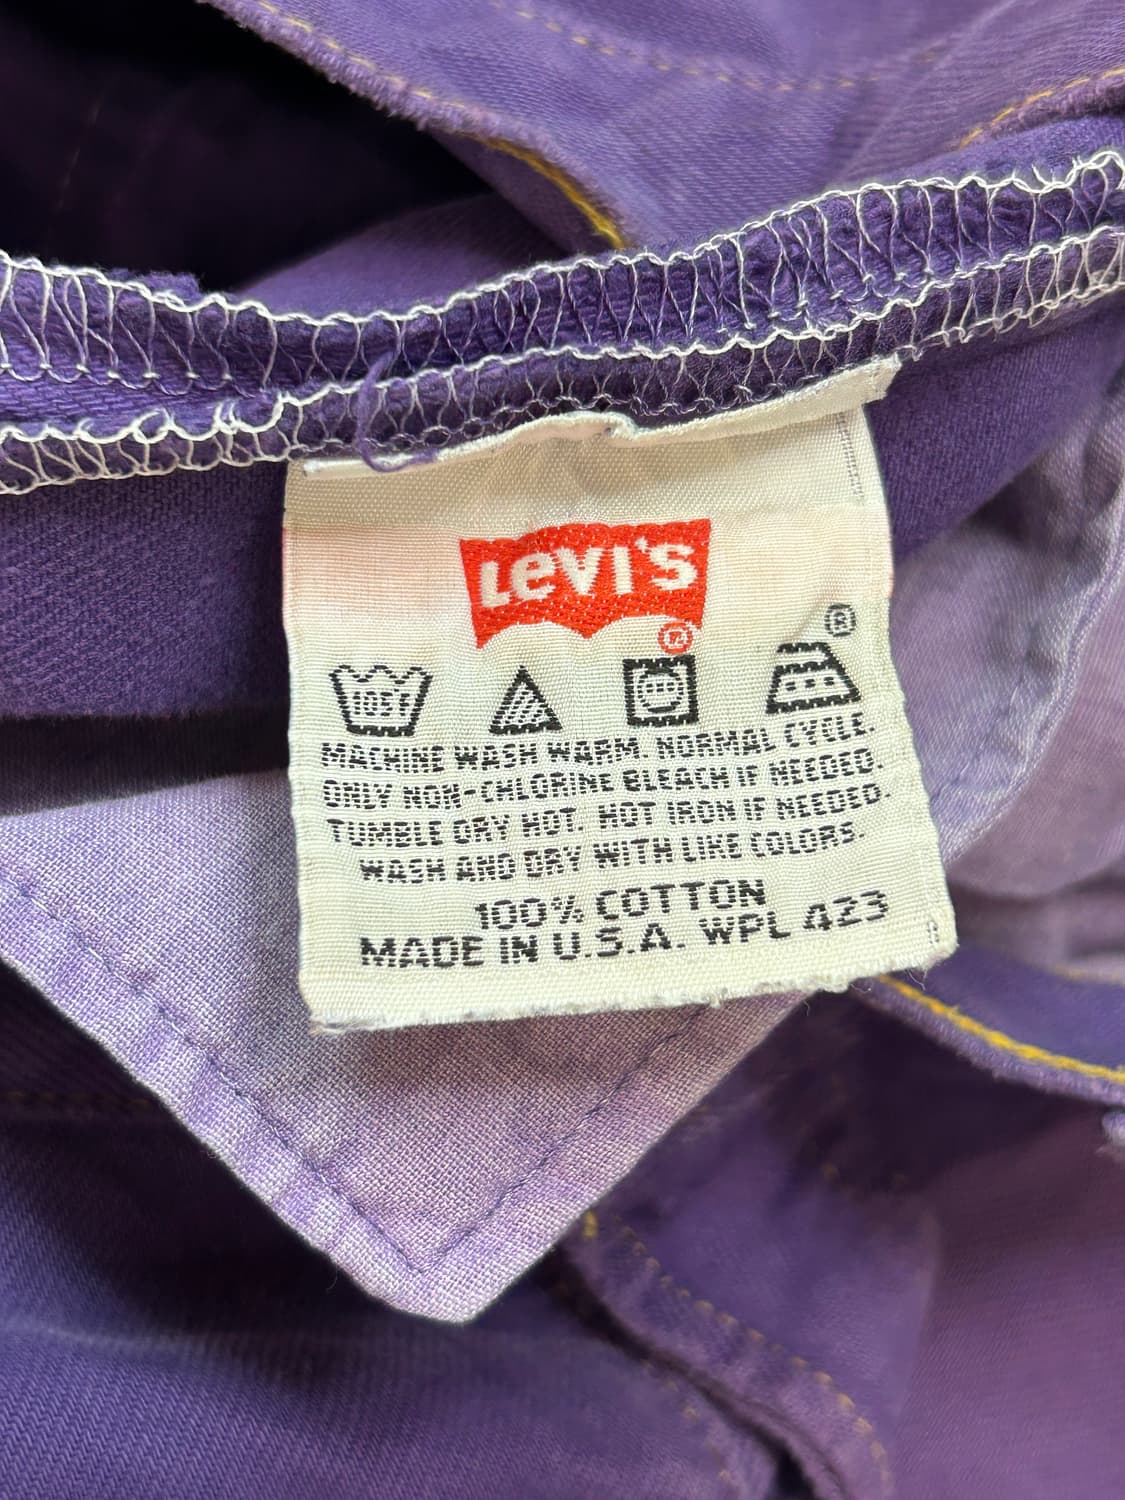 LEVI'S
®
®
105F
MACHINE WASH WARM, NORMAL CYCLE.
ONLY NON-CHLORINE BLEACH IF NEEDED.
TUMBLE DRY HOT. HOT IRON IF NEEDED.
WASH AND DRY WITH LIKE COLORS.
100% COTTON
MADE IN U.S.A. WPL 423